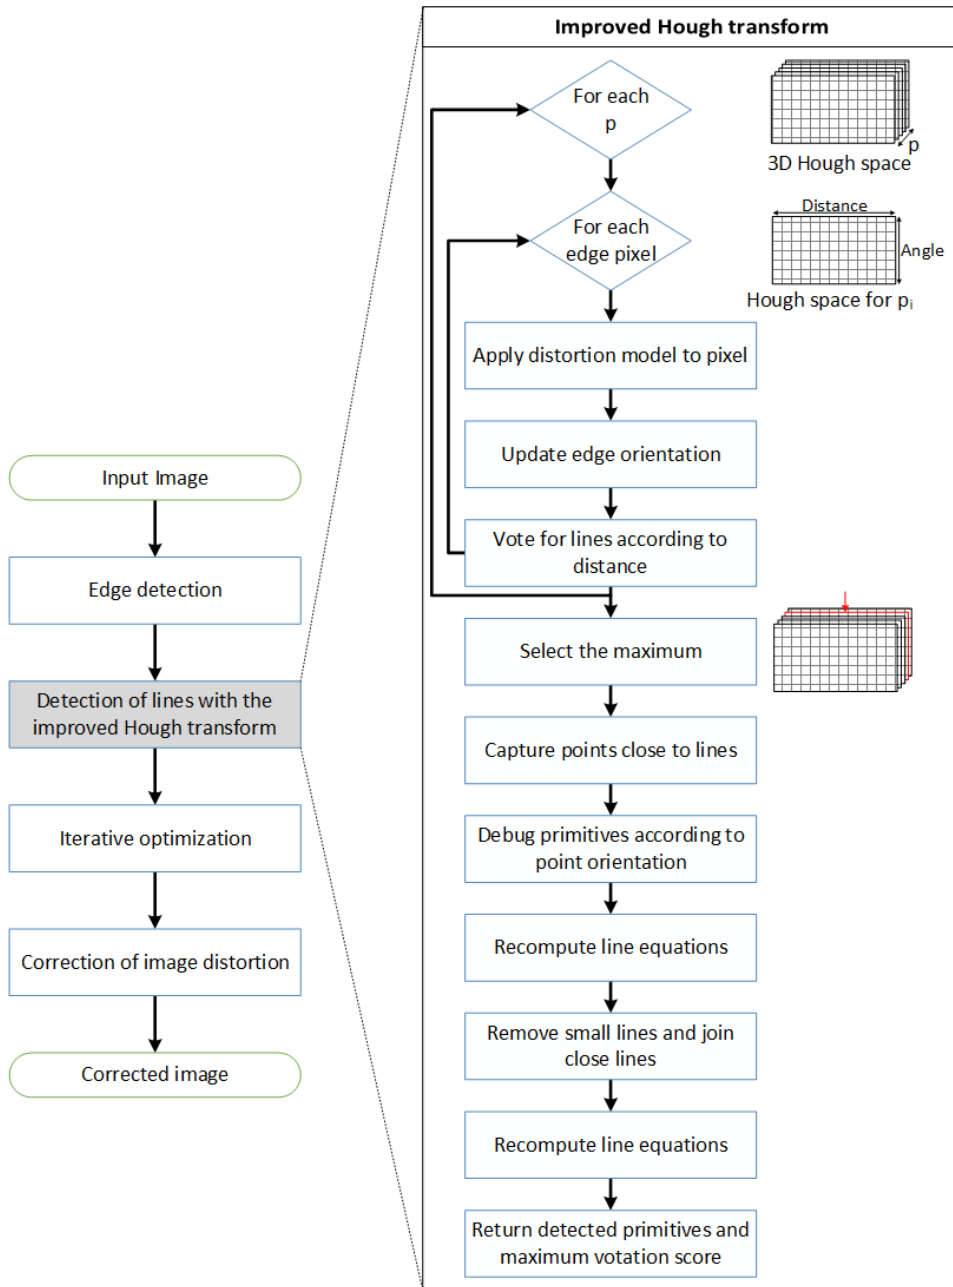 Improved Hough transform
For each
p
p
3D Hough space
For each
edge pixel
Distance
Angle
Hough space for pᵢ
Apply distortion model to pixel
Update edge orientation
Vote for lines according to
distance
Select the maximum
Capture points close to lines
Debug primitives according to
point orientation
Recompute line equations
Remove small lines and join
close lines
Recompute line equations
Return detected primitives and
maximum votation score
Input Image
Edge detection
Detection of lines with the
improved Hough transform
Iterative optimization
Correction of image distortion
Corrected image